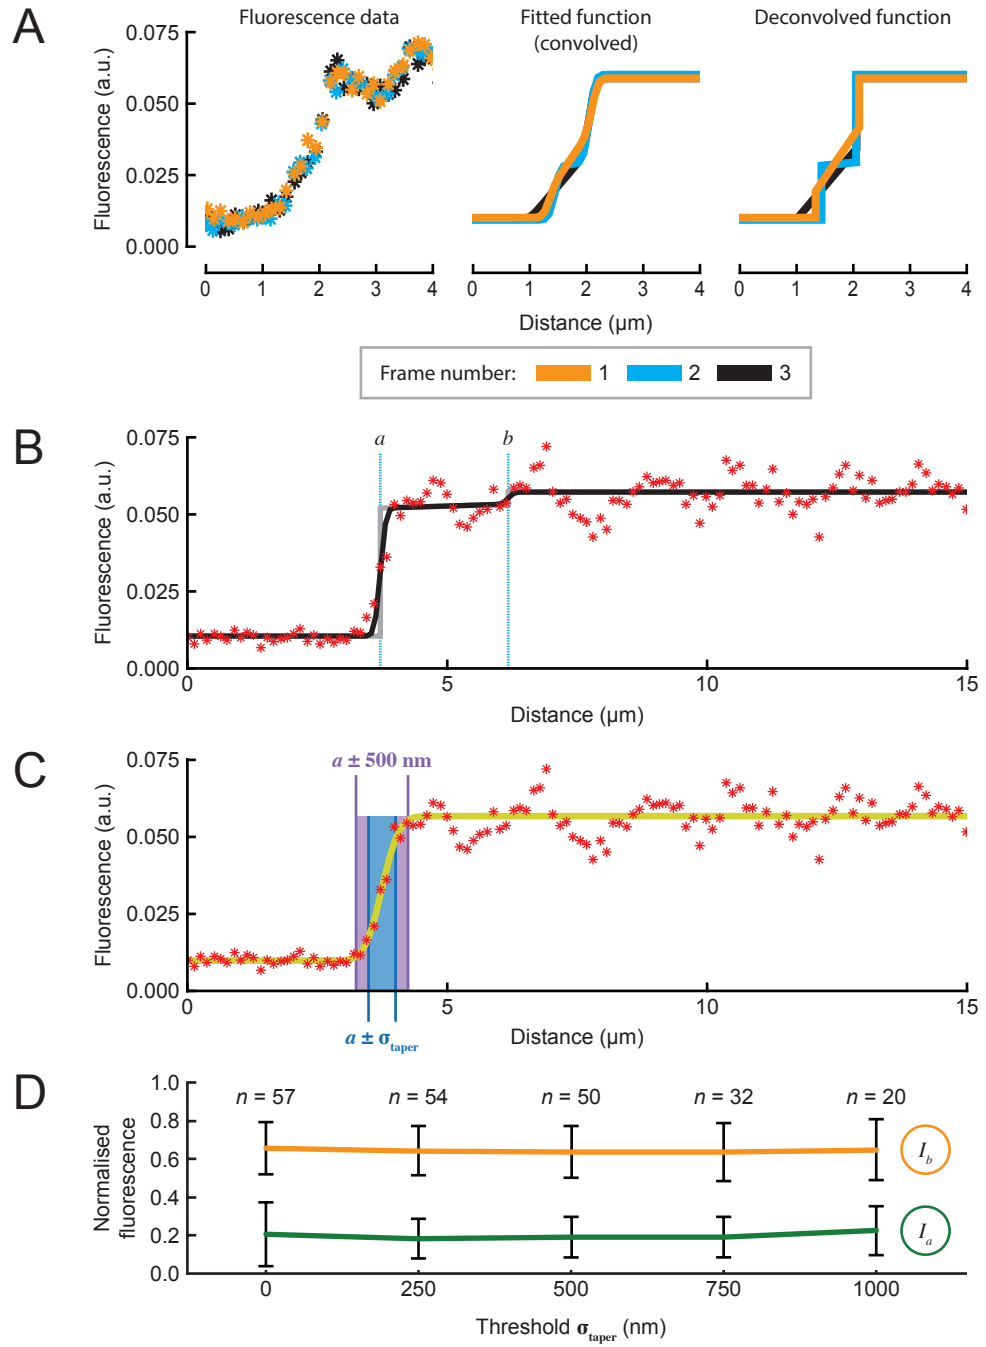 A
Fluorescence data
Fitted function
(convolved)
Deconvolved function
Fluorescence (a.u.)
0.075
0.050
0.025
0.000
0 1 2 3 4
0 1 2 3 4
0 1 2 3 4
Distance (μm)
Frame number: 1 2 3
B
a
b
Fluorescence (a.u.)
0.075
0.050
0.025
0.000
0 5 10 15
Distance (μm)
C
a ± 500 nm
Fluorescence (a.u.)
0.075
0.050
0.025
0.000
0 5 10 15
a ± σtaper
Distance (μm)
D
Normalised
fluorescence
1.0
0.8
0.6
0.4
0.2
0.0
n = 57 n = 54 n = 50 n = 32 n = 20
Ib
Ia
0 250 500 750 1000
Threshold σtaper (nm)